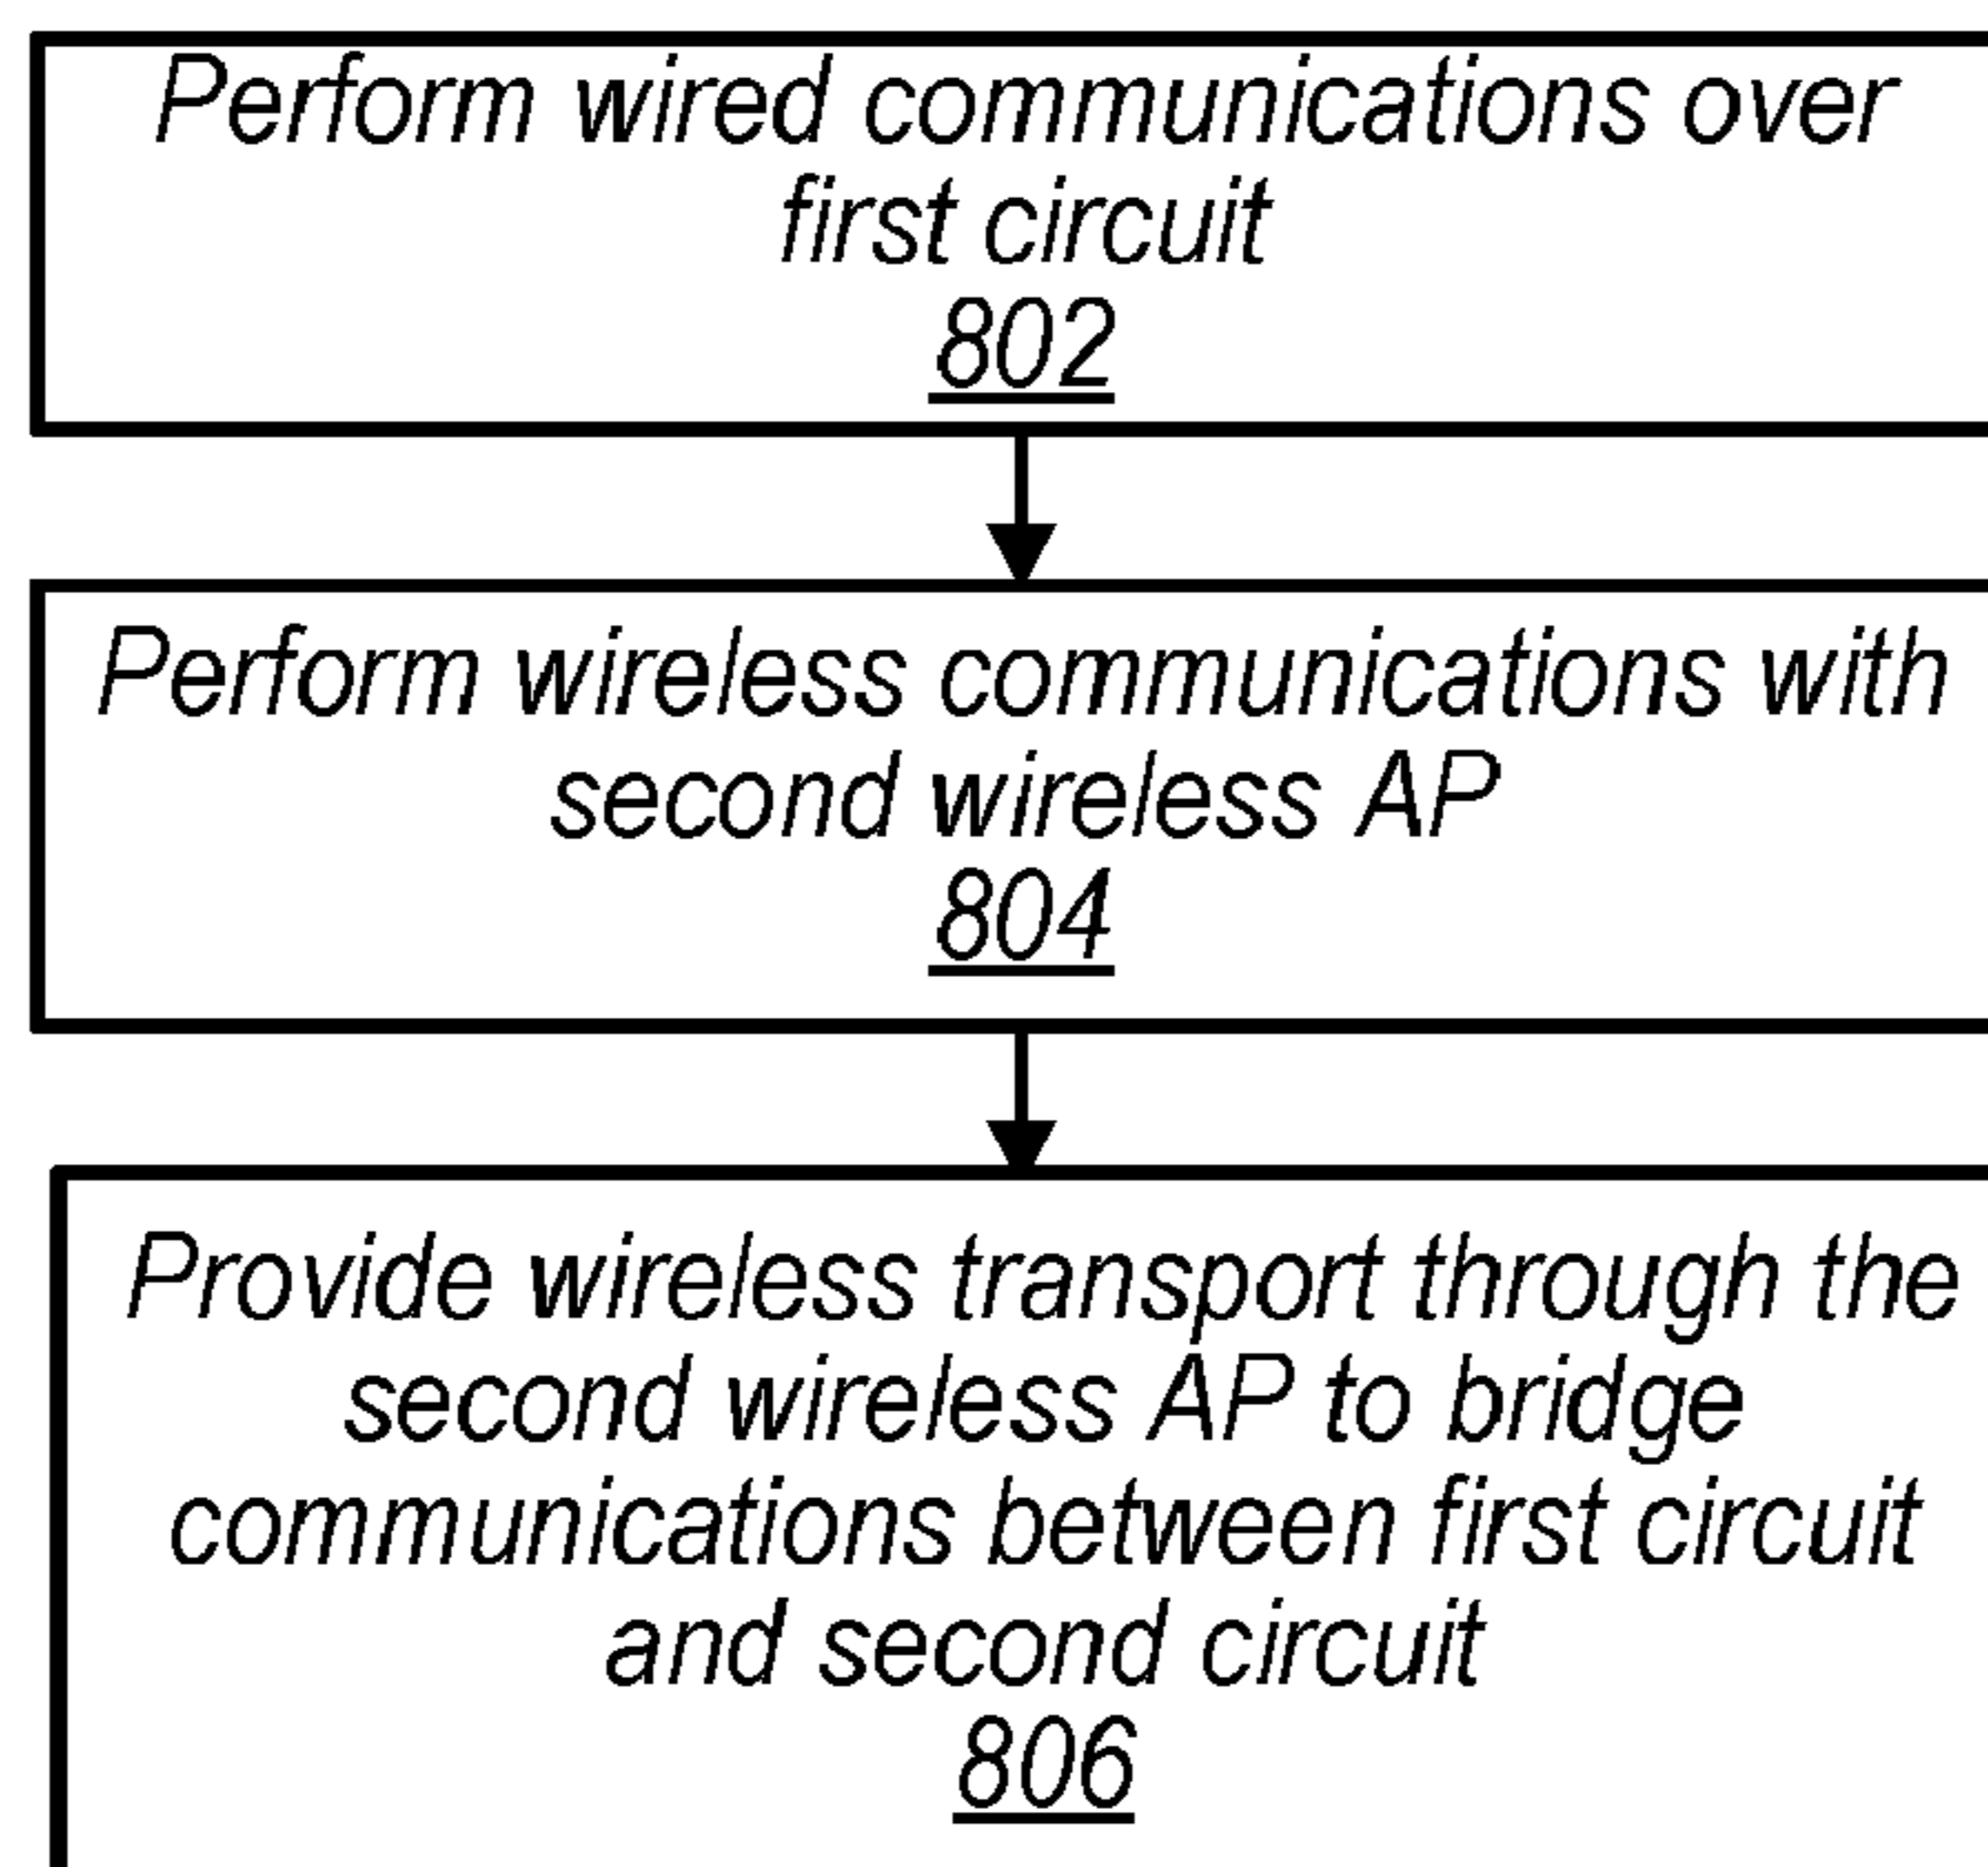 Perform wired communications over
first circuit
802
Perform wireless communications with
second wireless AP
804
Provide wireless transport through the
second wireless AP to bridge
communications between first circuit
and second circuit
806